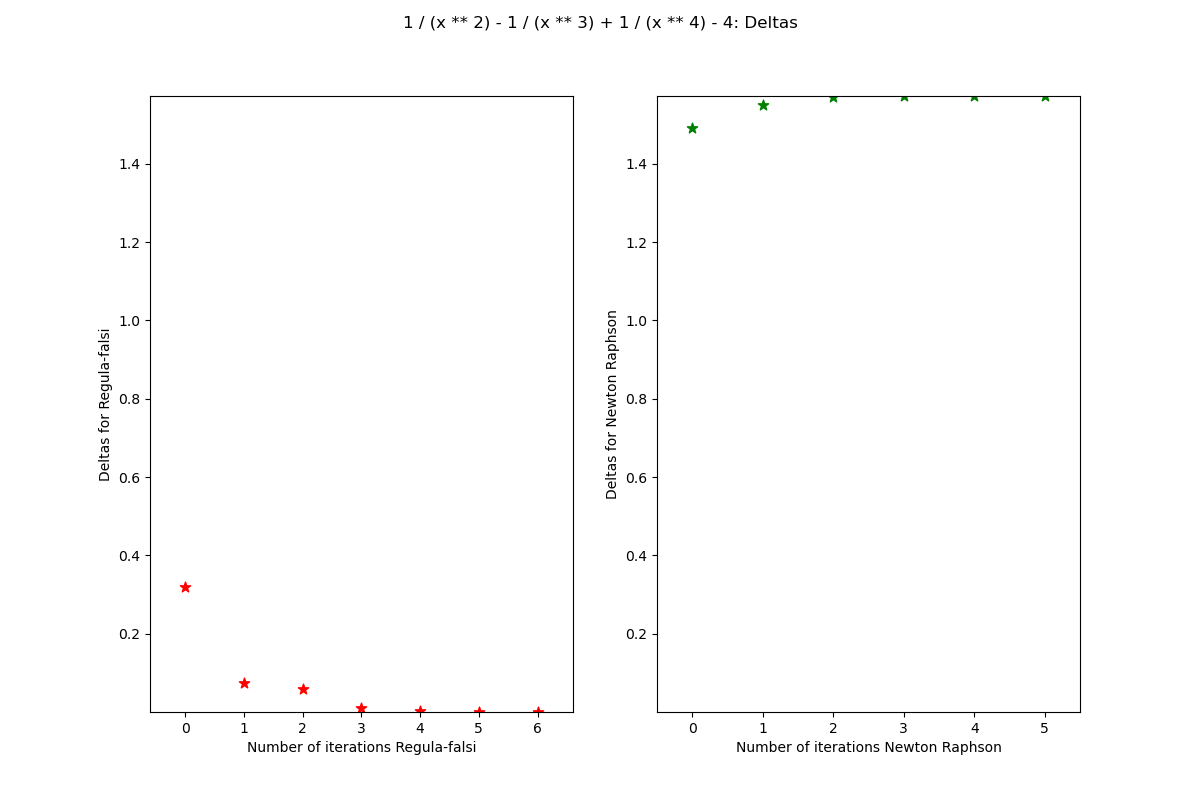 1 / (x ** 2) - 1 / (x ** 3) + 1 / (x ** 4) - 4: Deltas
Deltas for Regula-falsi
1.4
1.2
1.0
0.8
0.6
0.4
0.2
0 1 2 3 4 5 6
Number of iterations Regula-falsi
Deltas for Newton Raphson
1.4
1.2
1.0
0.8
0.6
0.4
0.2
0 1 2 3 4 5
Number of iterations Newton Raphson